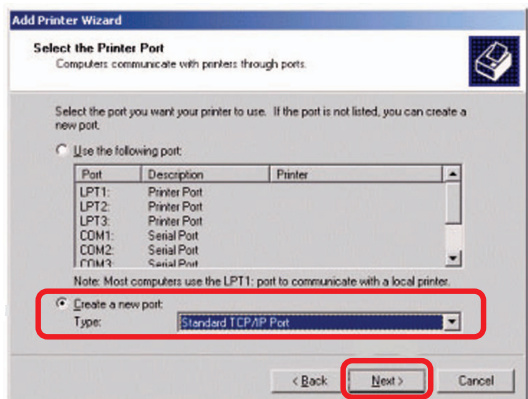 Add Printer Wizard
Select the Printer Port
Computers communicate with printers through ports.
Select the port you want your printer to use. If the port is not listed, you can create a
new port.
Use the following port:
Port Description Printer
LPT1: Printer Port
LPT2: Printer Port
LPT3: Printer Port
COM1: Serial Port
COM2: Serial Port
COM3: Serial Port
Note: Most computers use the LPT1: port to communicate with a local printer.
Create a new port:
Type: Standard TCP/IP Port
< Back Next > Cancel